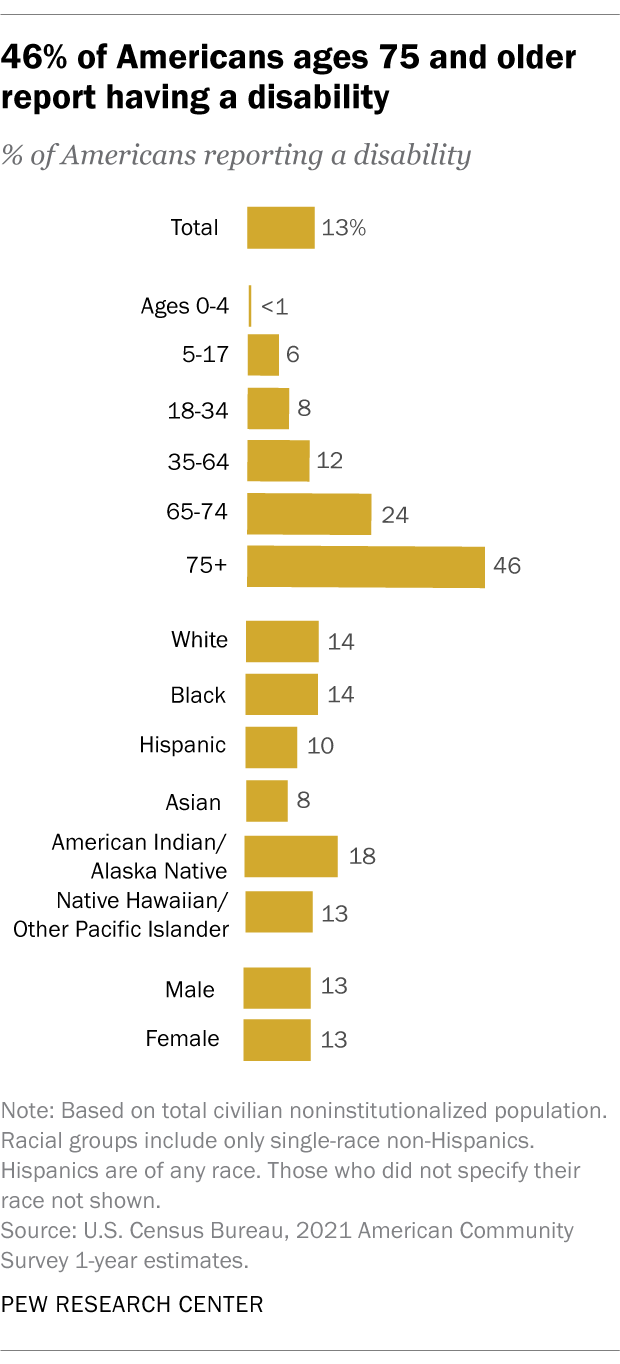 46% of Americans ages 75 and older
report having a disability
% of Americans reporting a disability
Total 13%
Ages 0-4 <1
5-17 6
18-34 8
35-64 12
65-74 24
75+ 46
White 14
Black 14
Hispanic 10
Asian 8
American Indian/
Alaska Native 18
Native Hawaiian/
Other Pacific Islander 13
Male 13
Female 13
Note: Based on total civilian noninstitutionalized population.
Racial groups include only single-race non-Hispanics.
Hispanics are of any race. Those who did not specify their
race not shown.
Source: U.S. Census Bureau, 2021 American Community
Survey 1-year estimates.
PEW RESEARCH CENTER